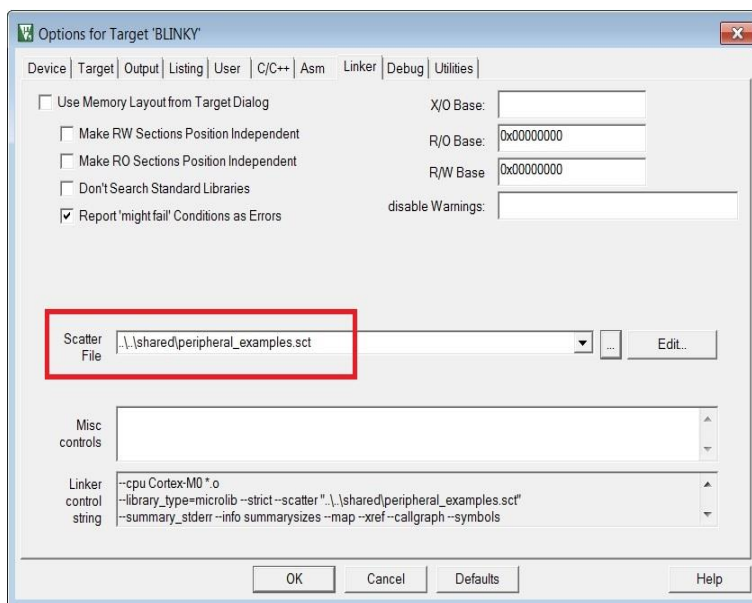 Options for Target 'BLINKY'
Device Target Output Listing User C/C++ Asm Linker Debug Utilities
Use Memory Layout from Target Dialog
X/O Base:
Make RW Sections Position Independent
R/O Base: 0x00000000
Make RO Sections Position Independent
R/W Base 0x00000000
Don't Search Standard Libraries
disable Warnings:
Report 'might fail' Conditions as Errors
Scatter File
..\..\shared\peripheral_examples.sct
... Edit...
Misc controls
Linker control string
--cpu Cortex-M0 *.o
--library_type=microlib --strict --scatter "..\..\shared\peripheral_examples.sct"
--summary_stderr --info summarysizes --map --xref --callgraph --symbols
OK Cancel Defaults Help